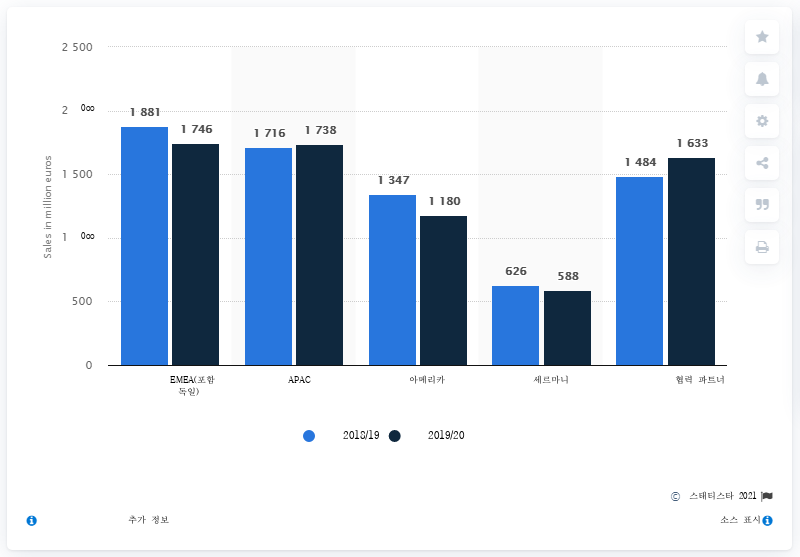 2 500
2 0∞
1 500
1 0∞
500
0
Sales in million euros
1 881
1 746
1 716
1 738
1 347
1 180
626
588
1 484
1 633
EMEA(포함
독일)
APAC
아메리카
세르마니
협력 파트너
2018/19
2019/20
© 스태티스타 2021
추가 정보
소스 표시